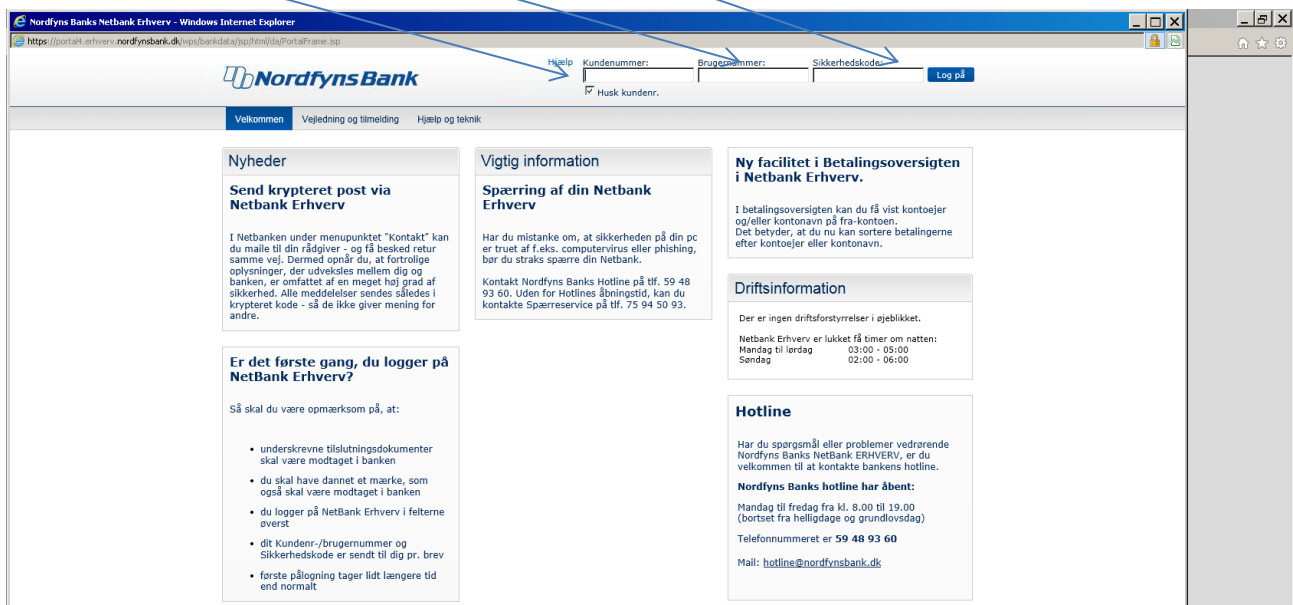 Nordfyns Banks Netbank Erhverv - Windows Internet Explorer
https://portal4.erhverv.nordfynsbank.dk/wps/bankdata/jsp/html/da/PortalFrame.jsp
Nordfyns Bank
Hjælp Kundenummer: Brugernummer: Sikkerhedskode:
Log på
Husk kundenr.
Velkommen Vejledning og tilmelding Hjælp og teknik
Nyheder
Send krypteret post via
Netbank Erhverv
I Netbanken under menupunktet "Kontakt" kan
du maile til din rådgiver - og få besked retur
samme vej. Dermed opnår du, at fortrolige
oplysninger, der udveksles mellem dig og
banken, er omfattet af en meget høj grad af
sikkerhed. Alle meddelelser sendes således i
krypteret kode - så de ikke giver mening for
andre.
Er det første gang, du logger på
NetBank Erhverv?
Så skal du være opmærksom på, at:
• underskrevne tilslutningsdokumenter
skal være modtaget i banken
• du skal have dannet et mærke, som
også skal være modtaget i banken
• du logger på NetBank Erhverv i felterne
øverst
• dit Kundenr-/brugernummer og
Sikkerhedskode er sendt til dig pr. brev
• første pålogning tager lidt længere tid
end normalt
Vigtig information
Spærring af din Netbank
Erhverv
Har du mistanke om, at sikkerheden på din pc
er truet af f.eks. computervirus eller phishing,
bør du straks spærre din Netbank.
Kontakt Nordfyns Banks Hotline på tlf. 59 48
93 60. Uden for Hotlines åbningstid, kan du
kontakte Spærreservice på tlf. 75 94 50 93.
Ny facilitet i Betalingsoversigten
i Netbank Erhverv.
I betalingsoversigten kan du få vist kontoejer
og/eller kontonavn på fra-kontoen.
Det betyder, at du nu kan sortere betalingerne
efter kontoejer eller kontonavn.
Driftsinformation
Der er ingen driftsforstyrrelser i øjeblikket.
Netbank Erhverv er lukket få timer om natten:
Mandag til lørdag 03:00 - 05:00
Søndag 02:00 - 06:00
Hotline
Har du spørgsmål eller problemer vedrørende
Nordfyns Banks NetBank ERHVERV, er du
velkommen til at kontakte bankens hotline.
Nordfyns Banks hotline har åbent:
Mandag til fredag fra kl. 8.00 til 19.00
(bortset fra helligdage og grundlovsdag)
Telefonnummeret er 59 48 93 60
Mail: hotline@nordfynsbank.dk